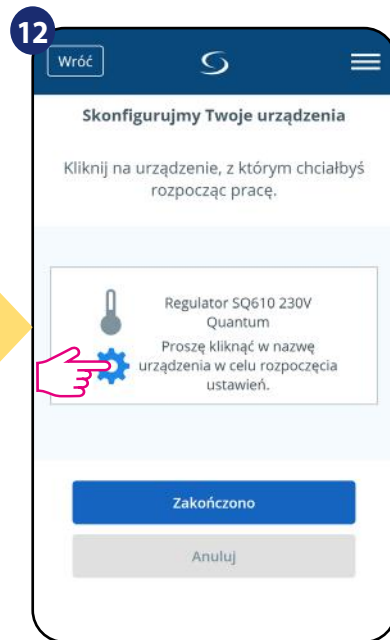 12
Wróć
Skonfigurujmy Twoje urządzenia
Kliknij na urządzenie, z którym chciałbyś
rozpocząc pracę.
Regulator SQ610 230V
Quantum
Proszę kliknąć w nazwę
urządzenia w celu rozpoczęcia
ustawień.
Zakończono
Anuluj